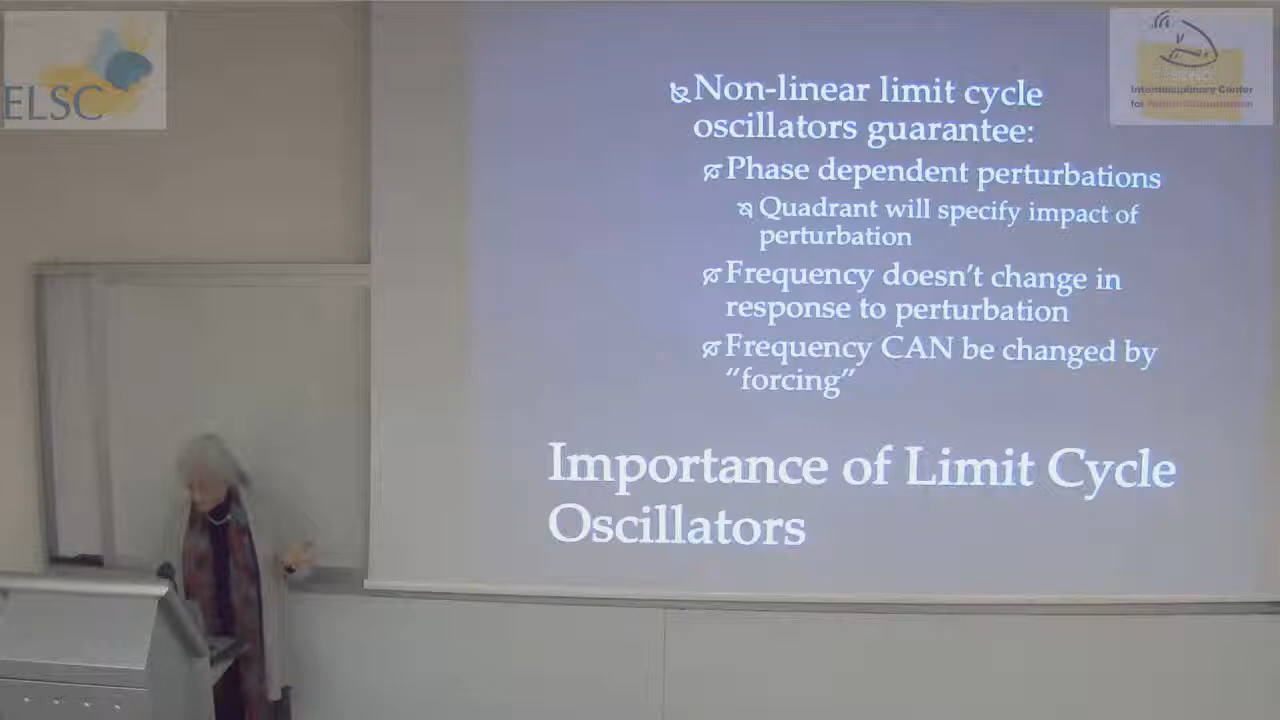 ELSC
Interdisciplinary Center
for
Non-linear limit cycle
oscillators guarantee:
Phase dependent perturbations
Quadrant will specify impact of
perturbation
Frequency doesn't change in
response to perturbation
Frequency CAN be changed by
"forcing"
Importance of Limit Cycle
Oscillators